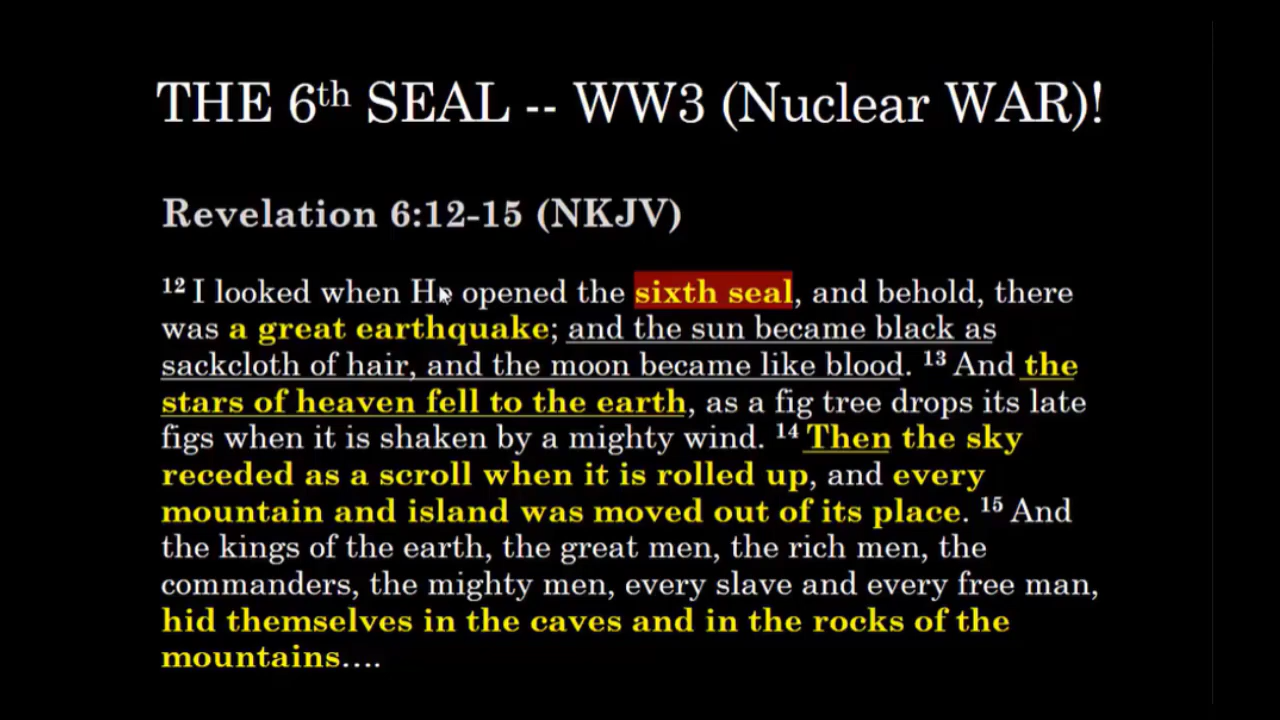 THE 6th SEAL -- WW3 (Nuclear WAR)!
Revelation 6:12-15 (NKJV)
12 I looked when He opened the sixth seal, and behold, there
was a great earthquake; and the sun became black as
sackcloth of hair, and the moon became like blood. 13 And the
stars of heaven fell to the earth, as a fig tree drops its late
figs when it is shaken by a mighty wind. 14 Then the sky
receded as a scroll when it is rolled up, and every
mountain and island was moved out of its place. 15 And
the kings of the earth, the great men, the rich men, the
commanders, the mighty men, every slave and every free man,
hid themselves in the caves and in the rocks of the
mountains….